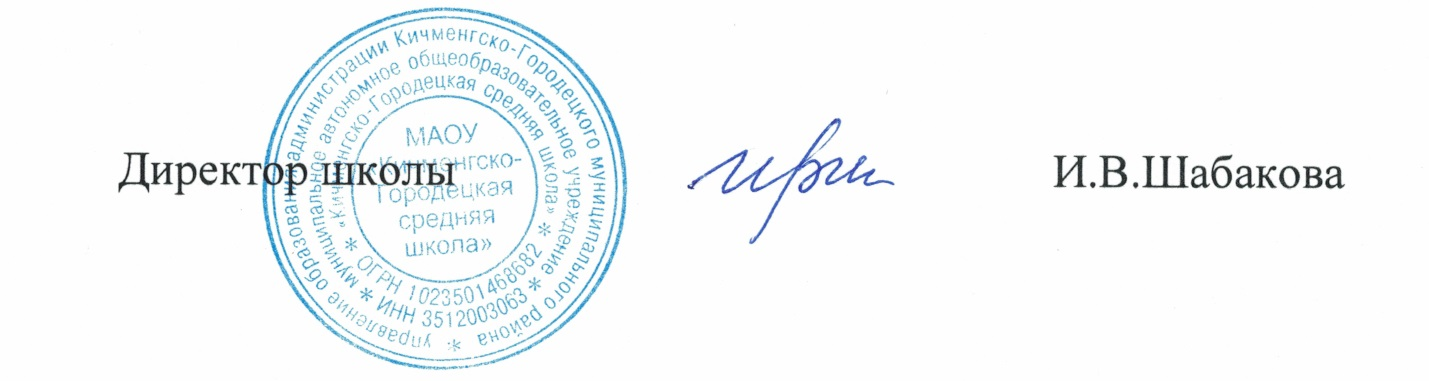 Директор школы
И.В.Шабакова
управление образования администрации Кичменгско-Городецкого муниципального района *
муниципальное автономное общеобразовательное учреждение *
«Кичменгско-Городецкая средняя школа» *
ОГРН 1023501468682 *
ИНН 3512003063 *
МАОУ
«Кичменгско-
Городецкая
средняя
школа»